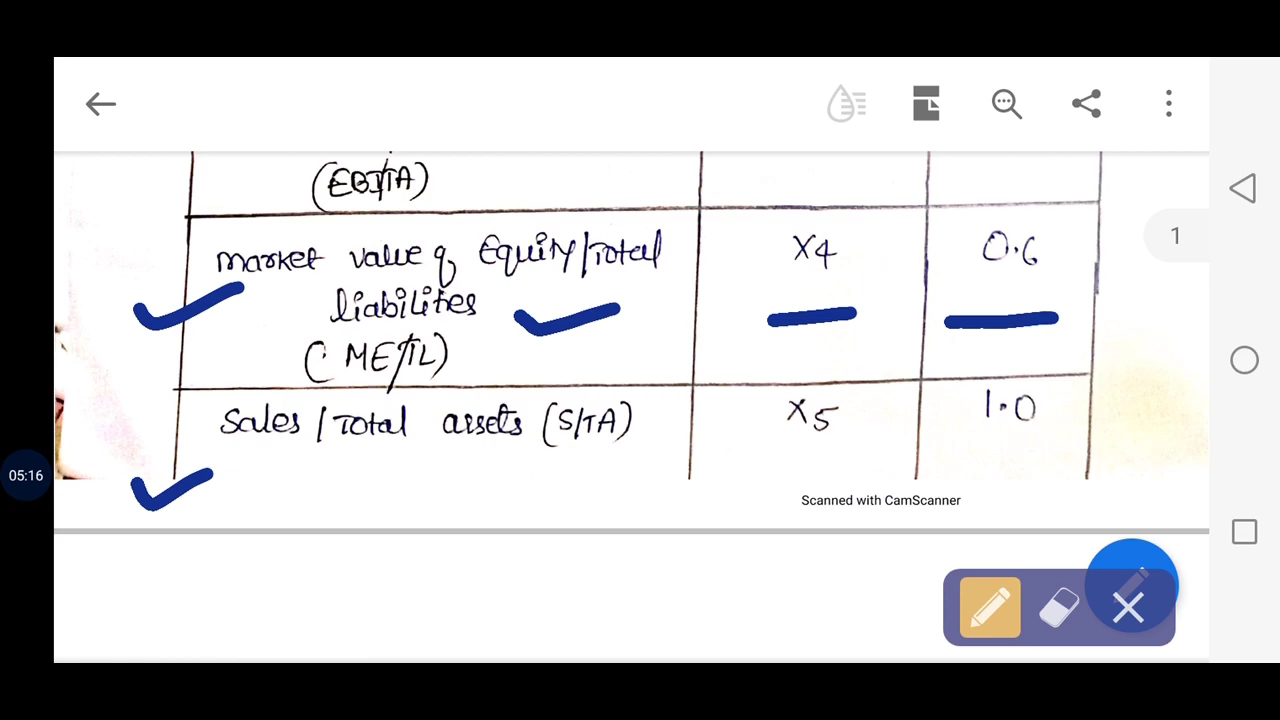 (EBIT/TA)
Market value of Equity/Total
liabilites
(ME/TL)
X4
0.6
Sales/Total assets (S/TA)
X5
1.0
1
05:16
Scanned with CamScanner